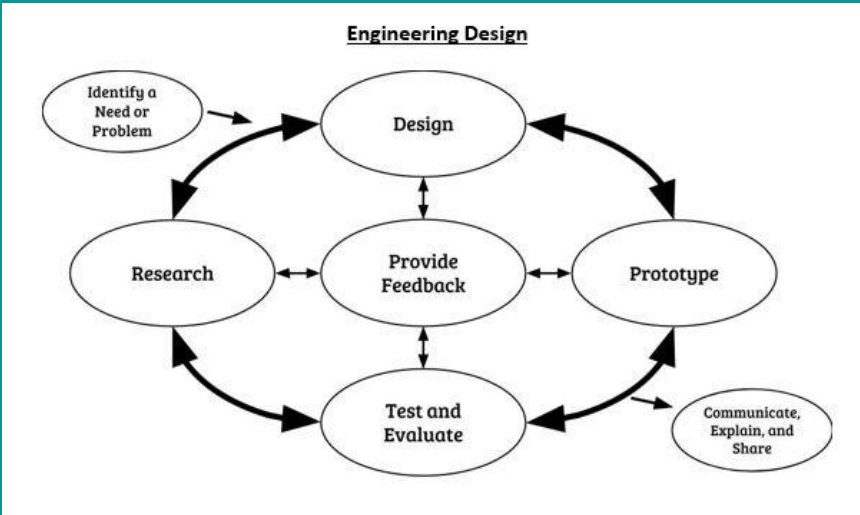 Engineering Design
Identify a
Need or
Problem
Design
Research
Provide
Feedback
Prototype
Test and
Evaluate
Communicate,
Explain, and
Share